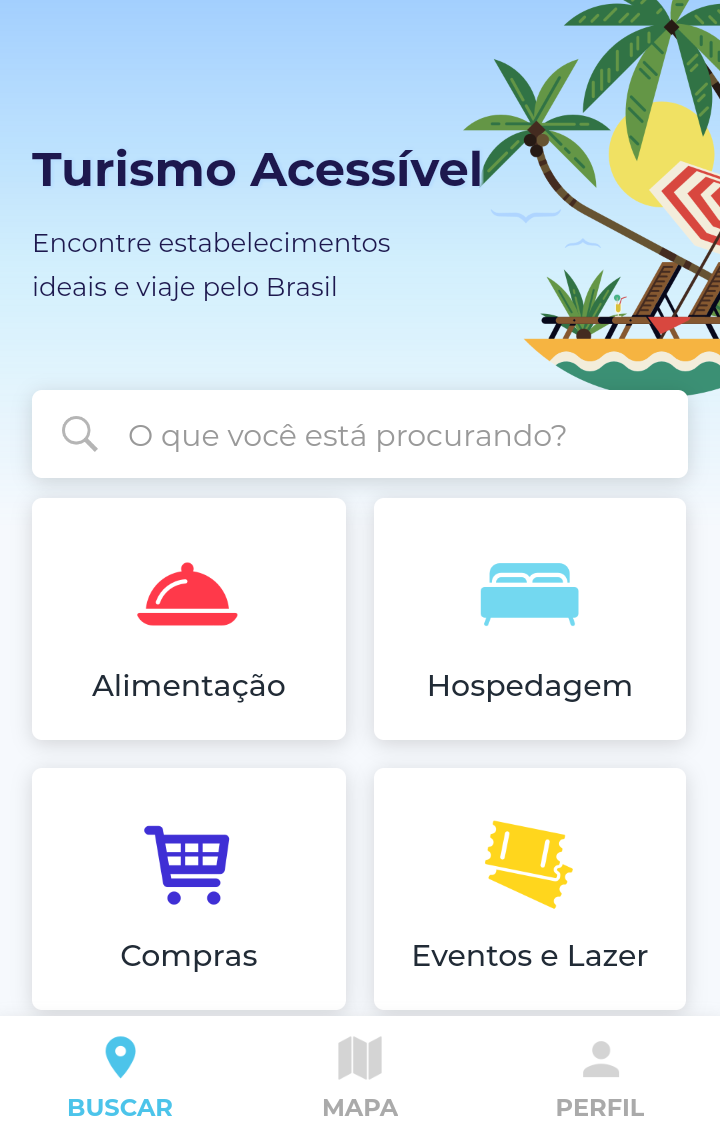 Turismo Acessível
Encontre estabelecimentos
ideais e viaje pelo Brasil
O que você está procurando?
Alimentação
Hospedagem
Compras
Eventos e Lazer
BUSCAR
MAPA
PERFIL